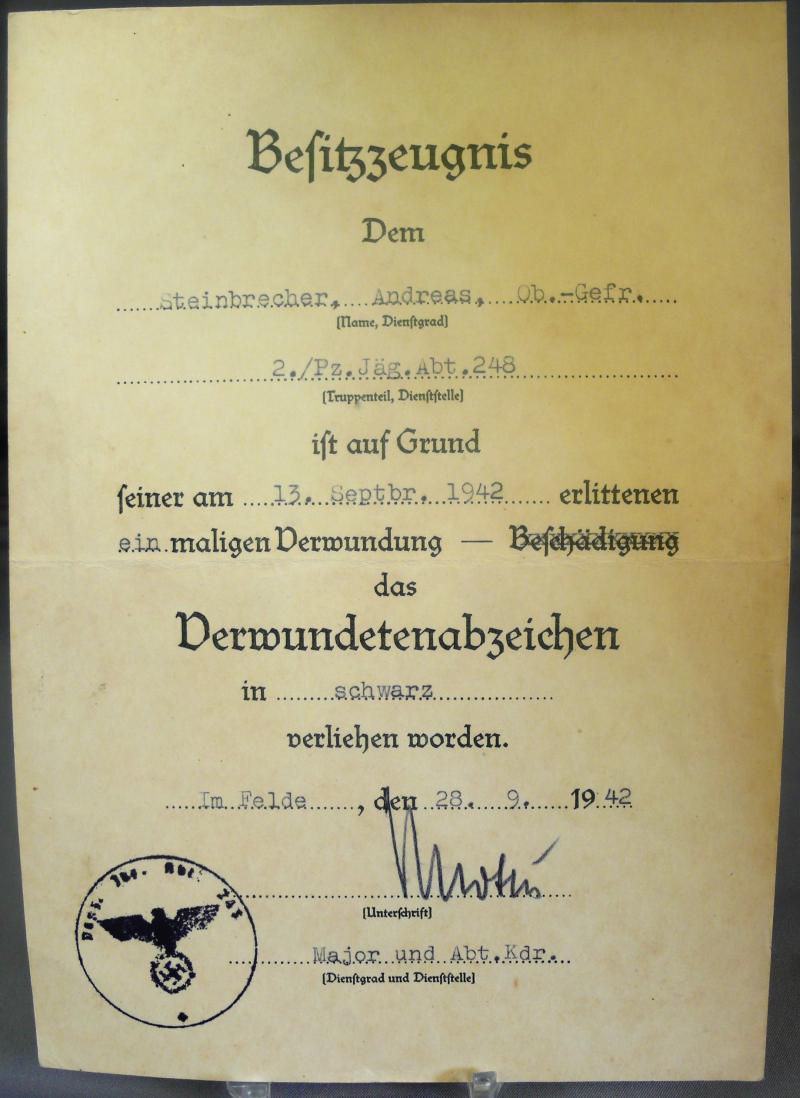 Besitzzeugnis
Dem
Steinbrecher, Andreas, Ob.-Gefr.
(Name, Dienstgrad)
2./Pz.Jäg.Abt.248
(Truppenteil, Dienststelle)
ist auf Grund
seiner am 13. Septbr. 1942 erlittenen
ein maligen Verwundung — Beschädigung
das
Verwundetenabzeichen
in schwarz
verliehen worden.
Im Felde, den 28. 9. 1942
(Unterschrift)
Major und Abt.Kdr.
(Dienstgrad und Dienststelle)